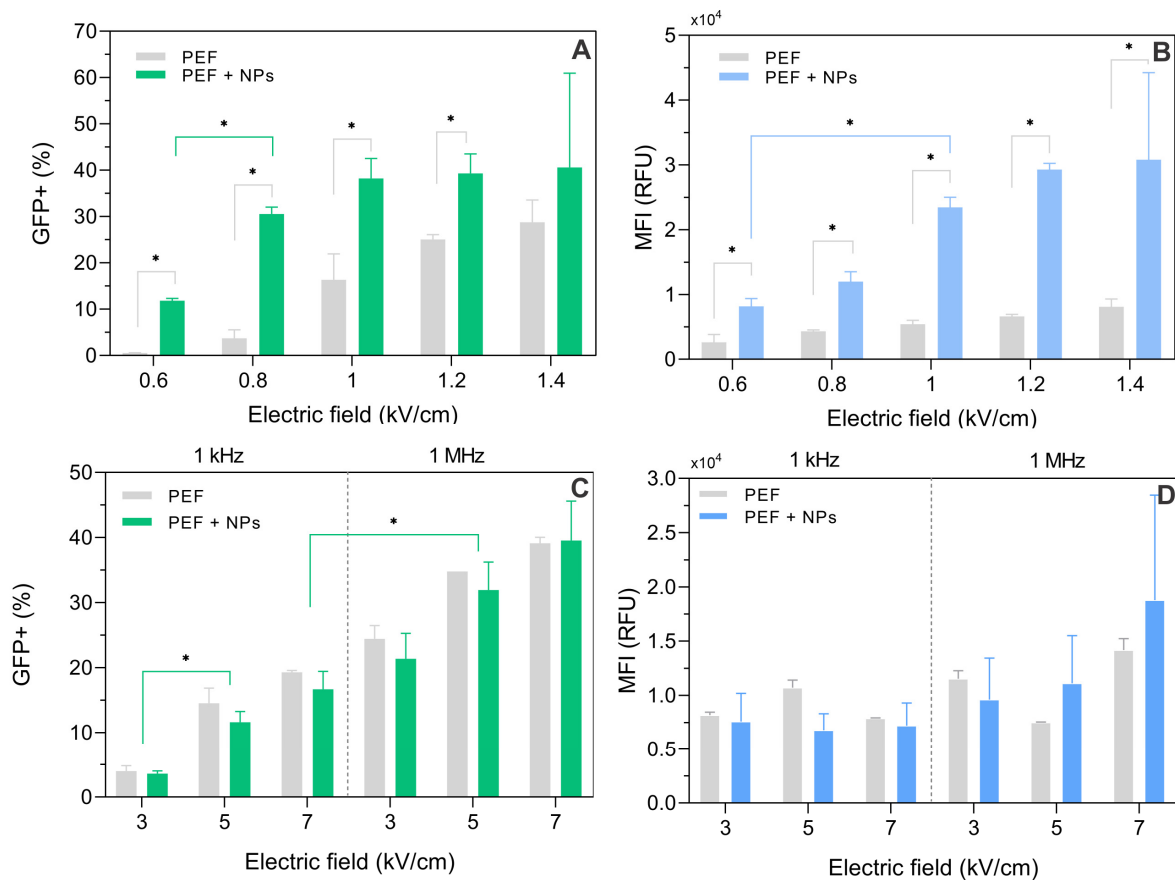 A
PEF
PEF + NPs
GFP+ (%)
70
60
50
40
30
20
10
0
*
*
*
*
*
0.6 0.8 1 1.2 1.4
Electric field (kV/cm)
B
x10⁴
PEF
PEF + NPs
MFI (RFU)
5
4
3
2
1
0
*
*
*
*
*
*
0.6 0.8 1 1.2 1.4
Electric field (kV/cm)
1 kHz 1 MHz
C
PEF
PEF + NPs
GFP+ (%)
50
40
30
20
10
0
*
*
3 5 7 3 5 7
Electric field (kV/cm)
x10⁴
1 kHz 1 MHz
D
PEF
PEF + NPs
MFI (RFU)
3.0
2.5
2.0
1.5
1.0
0.5
0.0
3 5 7 3 5 7
Electric field (kV/cm)